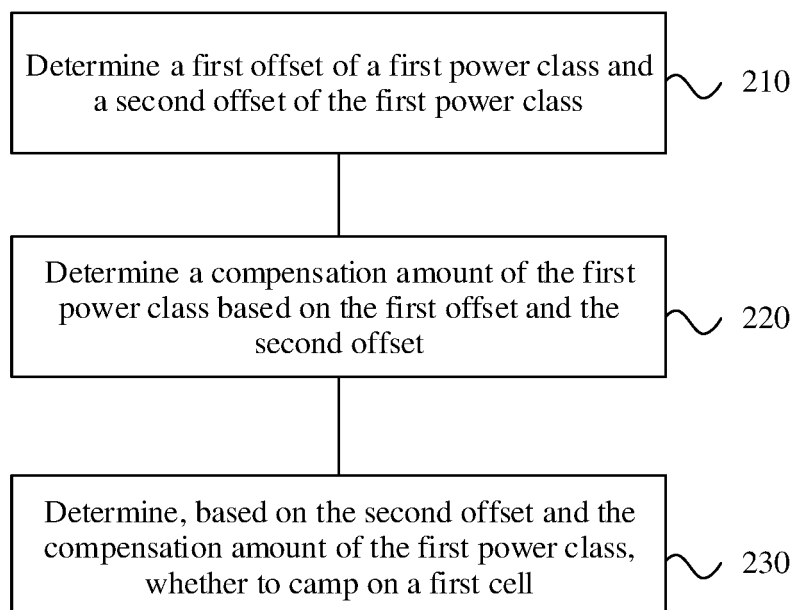 Determine a first offset of a first power class and
a second offset of the first power class
210
Determine a compensation amount of the first
power class based on the first offset and the
second offset
220
Determine, based on the second offset and the
compensation amount of the first power class,
whether to camp on a first cell
230